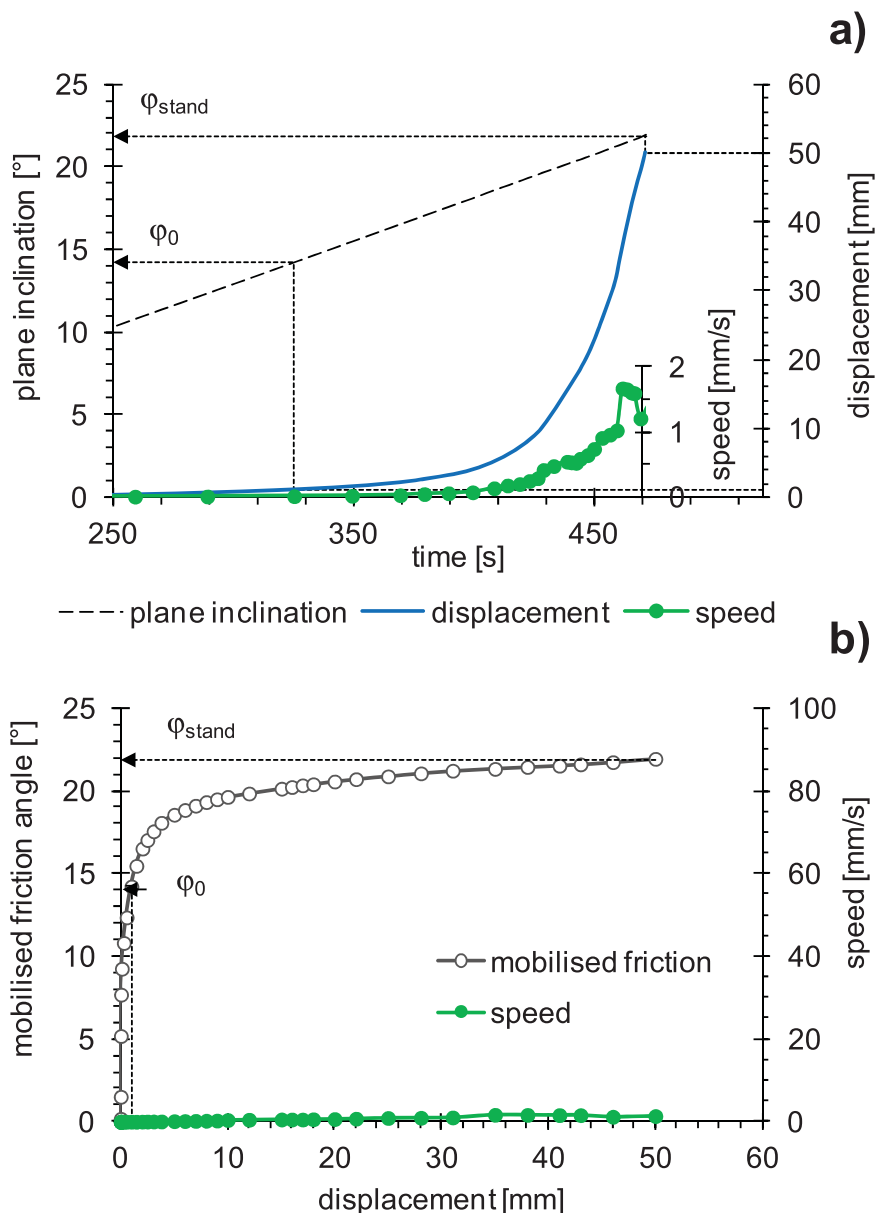 a)
25
20
15
10
5
0
plane inclination [°]
φstand
φ0
60
50
40
30
20
10
0
displacement [mm]
2
1
0
speed [mm/s]
250
350
450
time [s]
plane inclination
displacement
speed
b)
25
20
15
10
5
0
mobilised friction angle [°]
φstand
φ0
mobilised friction
speed
100
80
60
40
20
0
speed [mm/s]
0
10
20
30
40
50
60
displacement [mm]